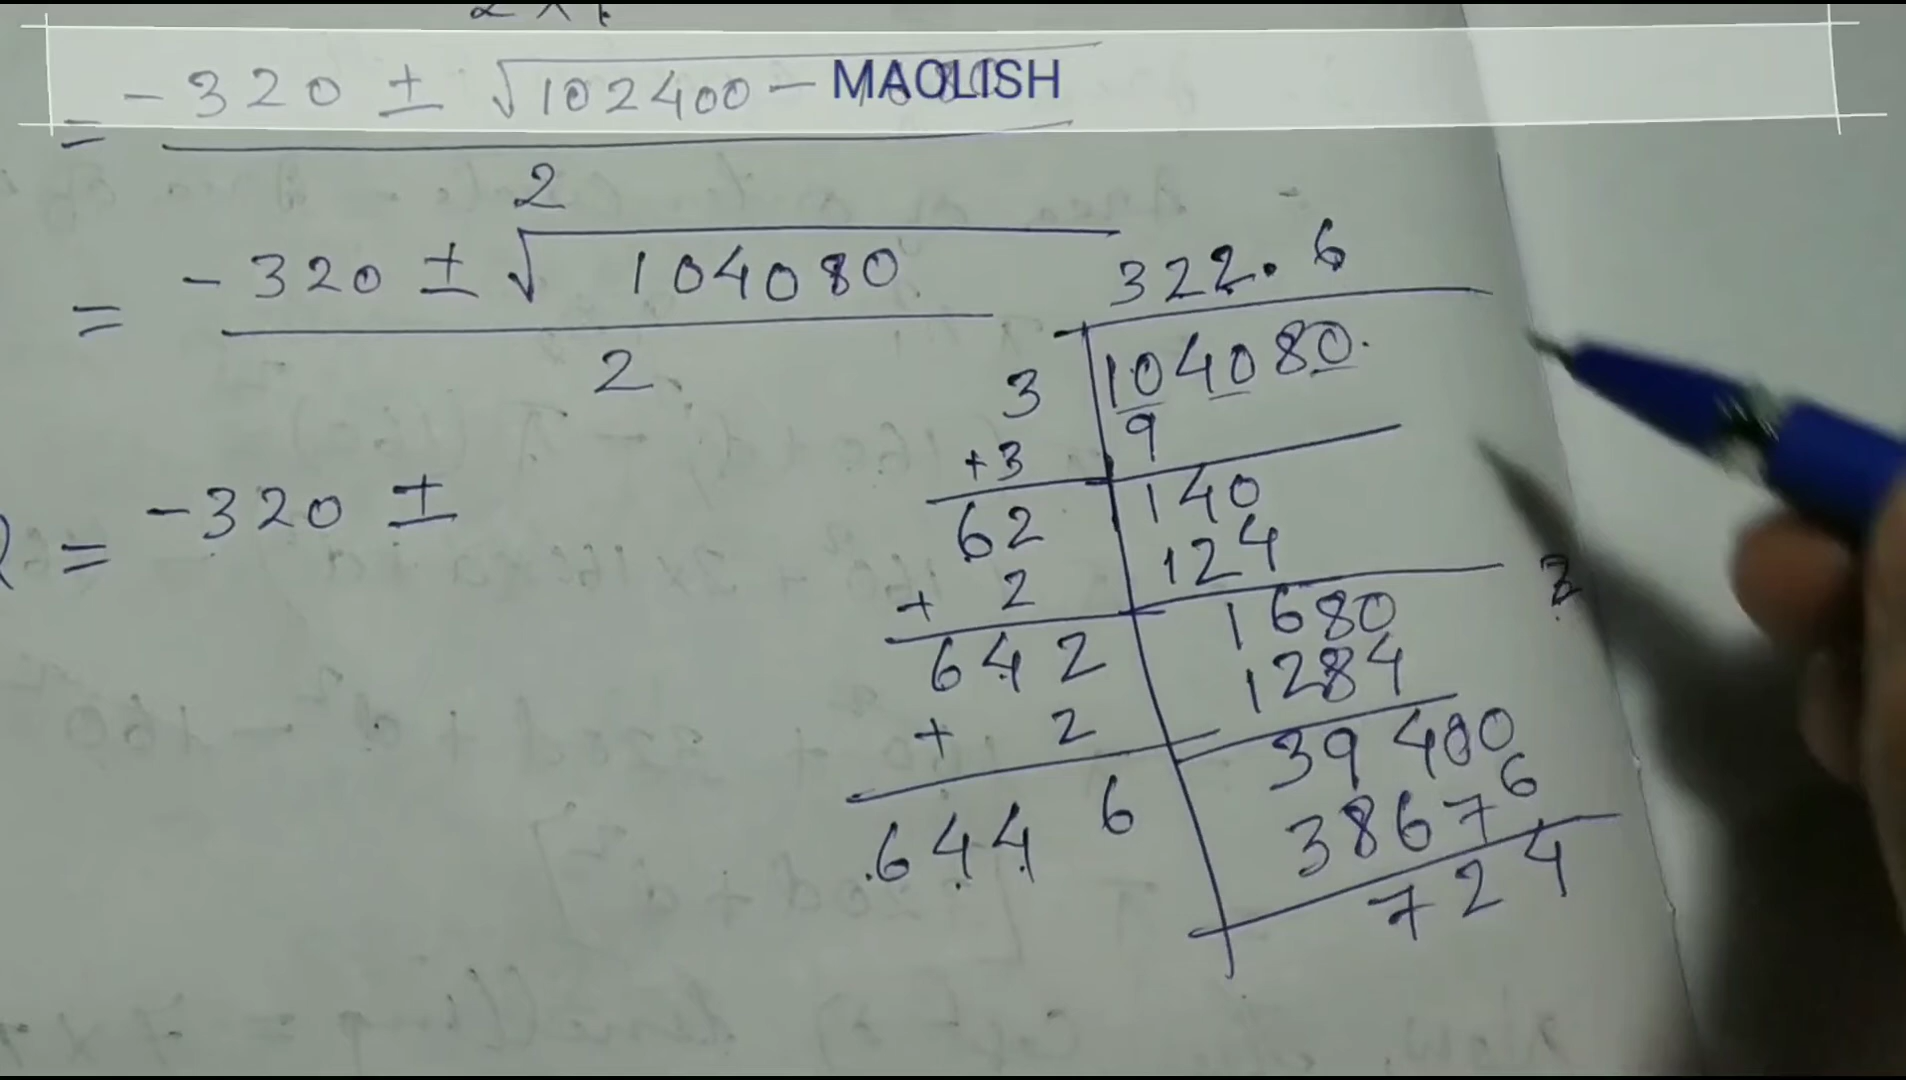 MAOLISH
= -320 ± √102400 -
2
= -320 ± √104080
2
= -320 ±
322.6
3 104080.
+3 9
62 140
+ 2 124
642 1680
+ 2 1284
6446 39400
38676
724